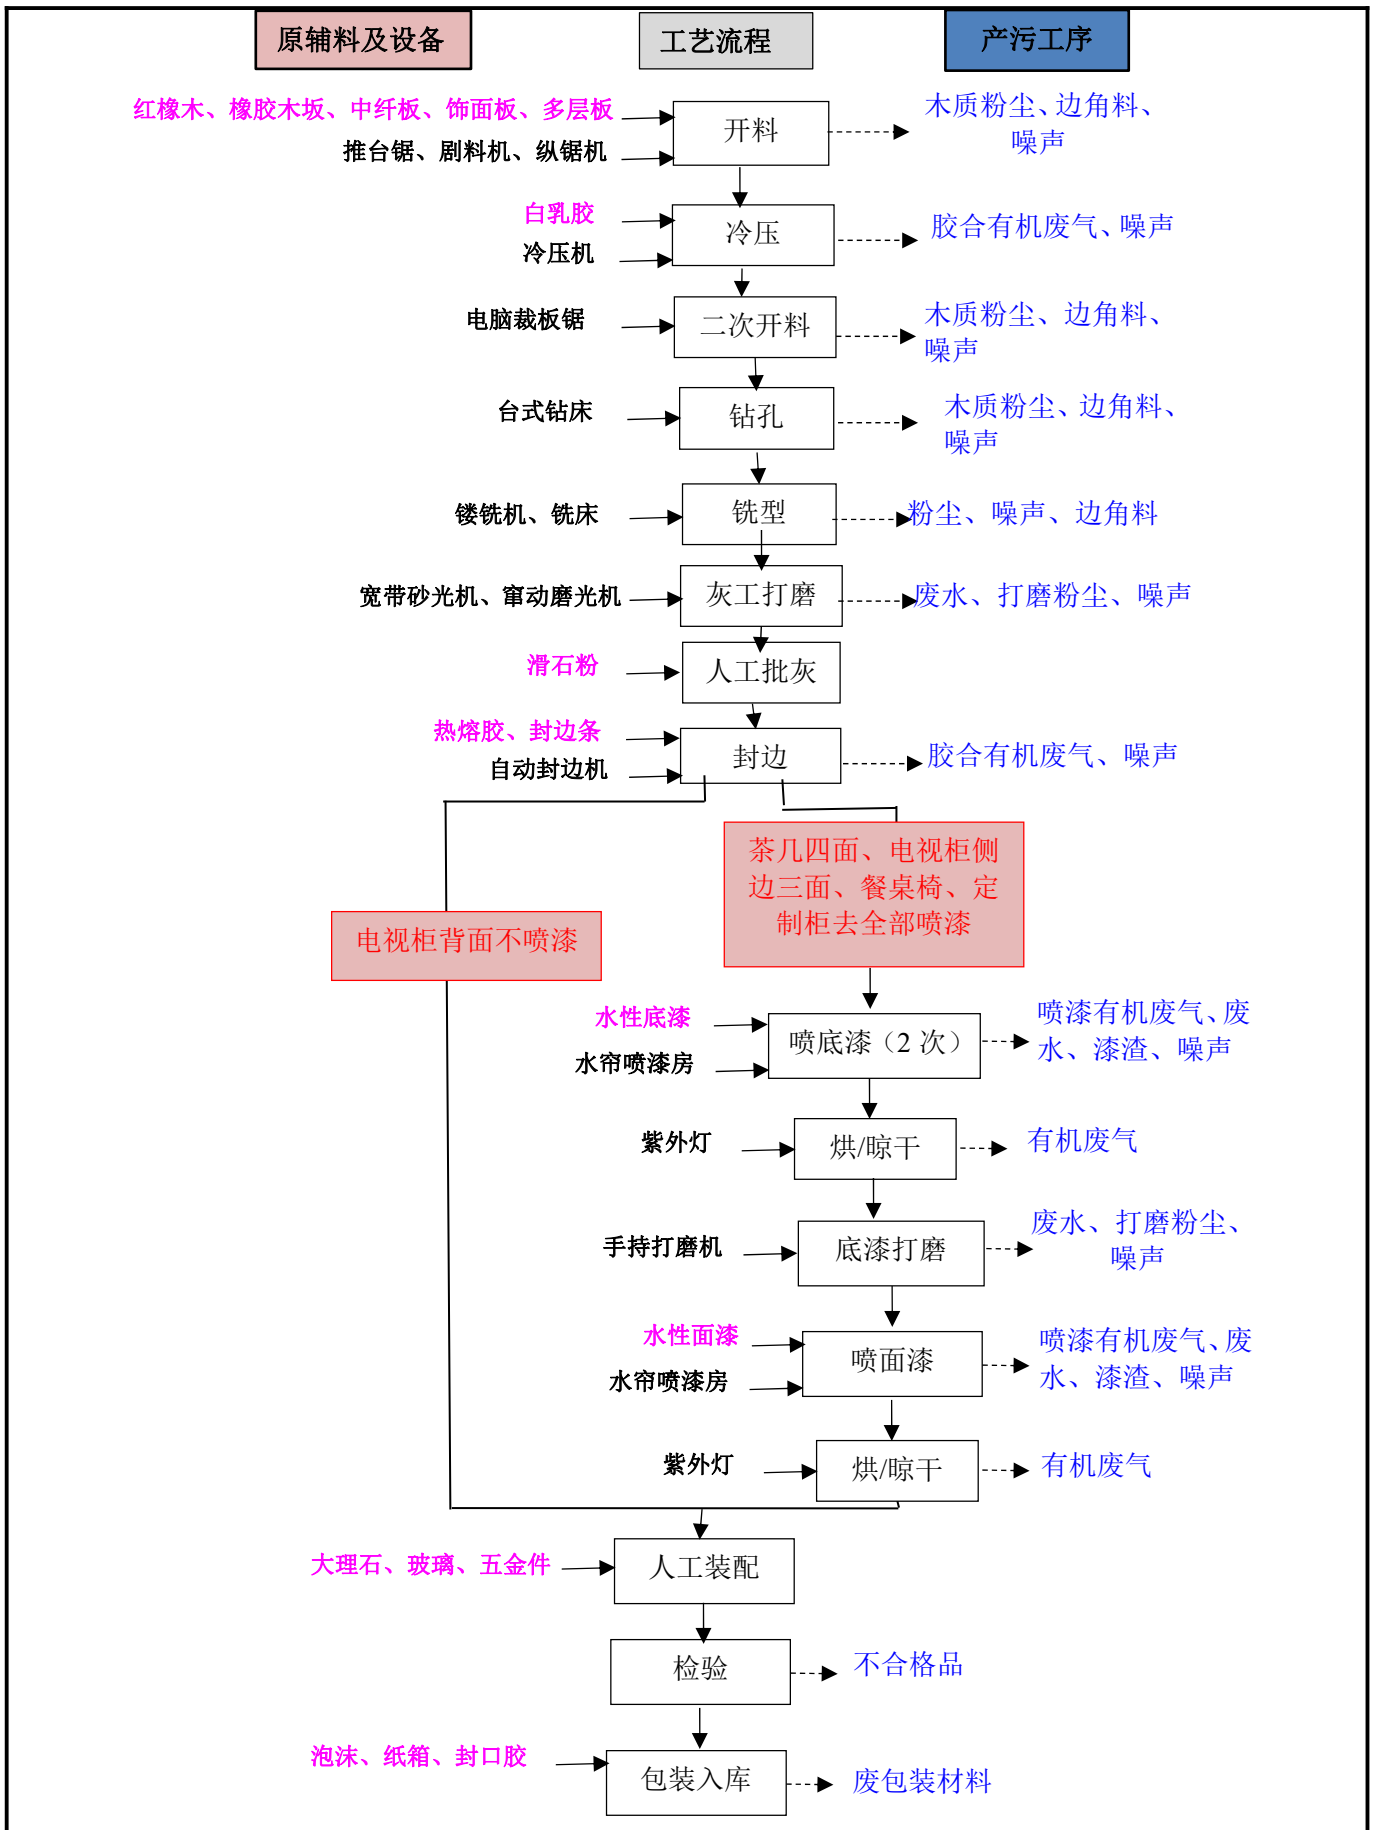 原辅料及设备
工艺流程
产污工序
红橡木、橡胶木坂、中纤板、饰面板、多层板
推台锯、剧料机、纵锯机
开料
木质粉尘、边角料、
噪声
白乳胶
冷压机
冷压
胶合有机废气、噪声
电脑裁板锯
二次开料
木质粉尘、边角料、
噪声
台式钻床
钻孔
木质粉尘、边角料、
噪声
镂铣机、铣床
铣型
粉尘、噪声、边角料
宽带砂光机、窜动磨光机
灰工打磨
废水、打磨粉尘、噪声
滑石粉
人工批灰
热熔胶、封边条
自动封边机
封边
胶合有机废气、噪声
茶几四面、电视柜侧
边三面、餐桌椅、定
制柜去全部喷漆
电视柜背面不喷漆
水性底漆
水帘喷漆房
喷底漆（2 次）
喷漆有机废气、废
水、漆渣、噪声
紫外灯
烘/晾干
有机废气
手持打磨机
底漆打磨
废水、打磨粉尘、
噪声
水性面漆
水帘喷漆房
喷面漆
喷漆有机废气、废
水、漆渣、噪声
紫外灯
烘/晾干
有机废气
大理石、玻璃、五金件
人工装配
检验
不合格品
泡沫、纸箱、封口胶
包装入库
废包装材料